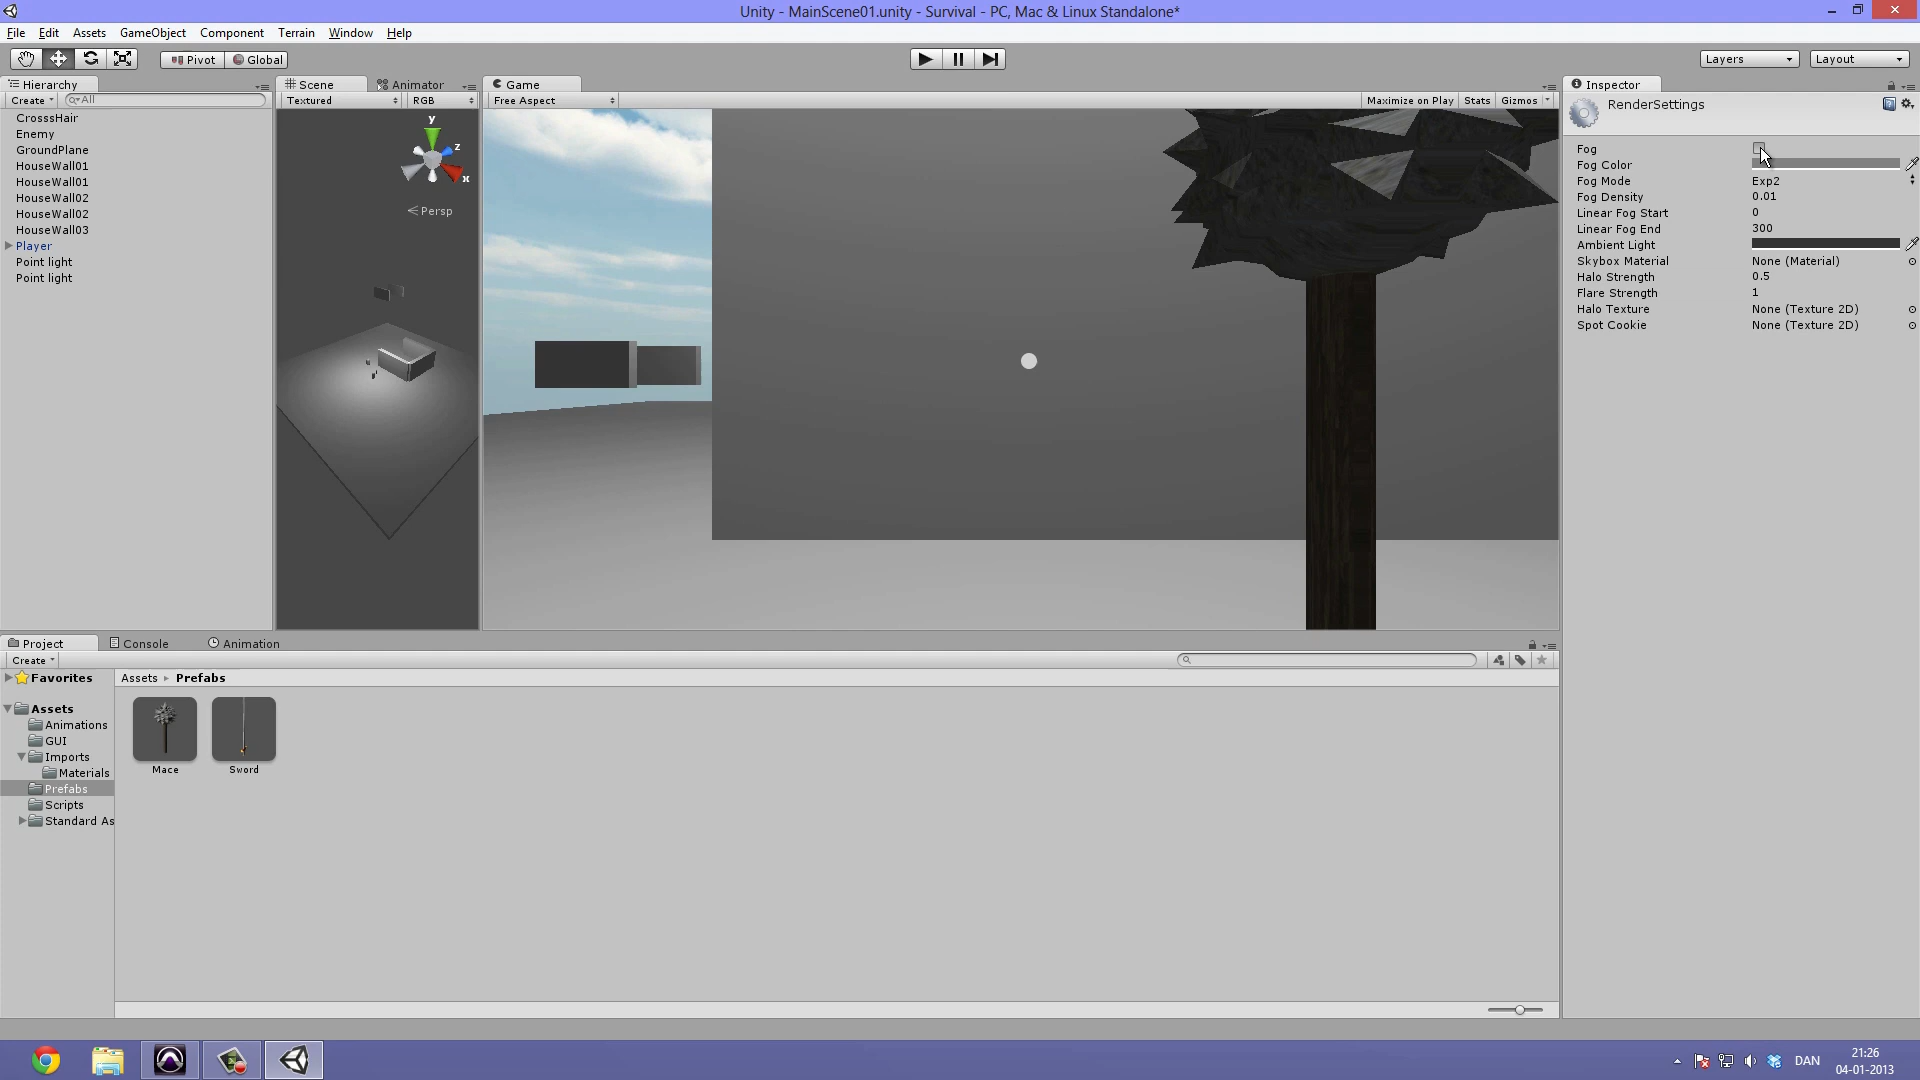 Unity - MainScene01.unity - Survival - PC, Mac & Linux Standalone*
File Edit Assets GameObject Component Terrain Window Help
Pivot Global Layers Layout
Hierarchy
Create All
CrosssHair
Enemy
GroundPlane
HouseWall01
HouseWall01
HouseWall02
HouseWall02
HouseWall03
Player
Point light
Point light
Scene Animator
Textured RGB
y
z
x
Persp
Game
Free Aspect Maximize on Play Stats Gizmos
Inspector
RenderSettings
Fog
Fog Color
Fog Mode Exp2
Fog Density 0.01
Linear Fog Start 0
Linear Fog End 300
Ambient Light
Skybox Material None (Material)
Halo Strength 0.5
Flare Strength 1
Halo Texture None (Texture 2D)
Spot Cookie None (Texture 2D)
Project Console Animation
Create
Favorites
Assets
Animations
GUI
Imports
Materials
Prefabs
Scripts
Standard As
Assets Prefabs
Mace Sword
DAN
21:26
04-01-2013